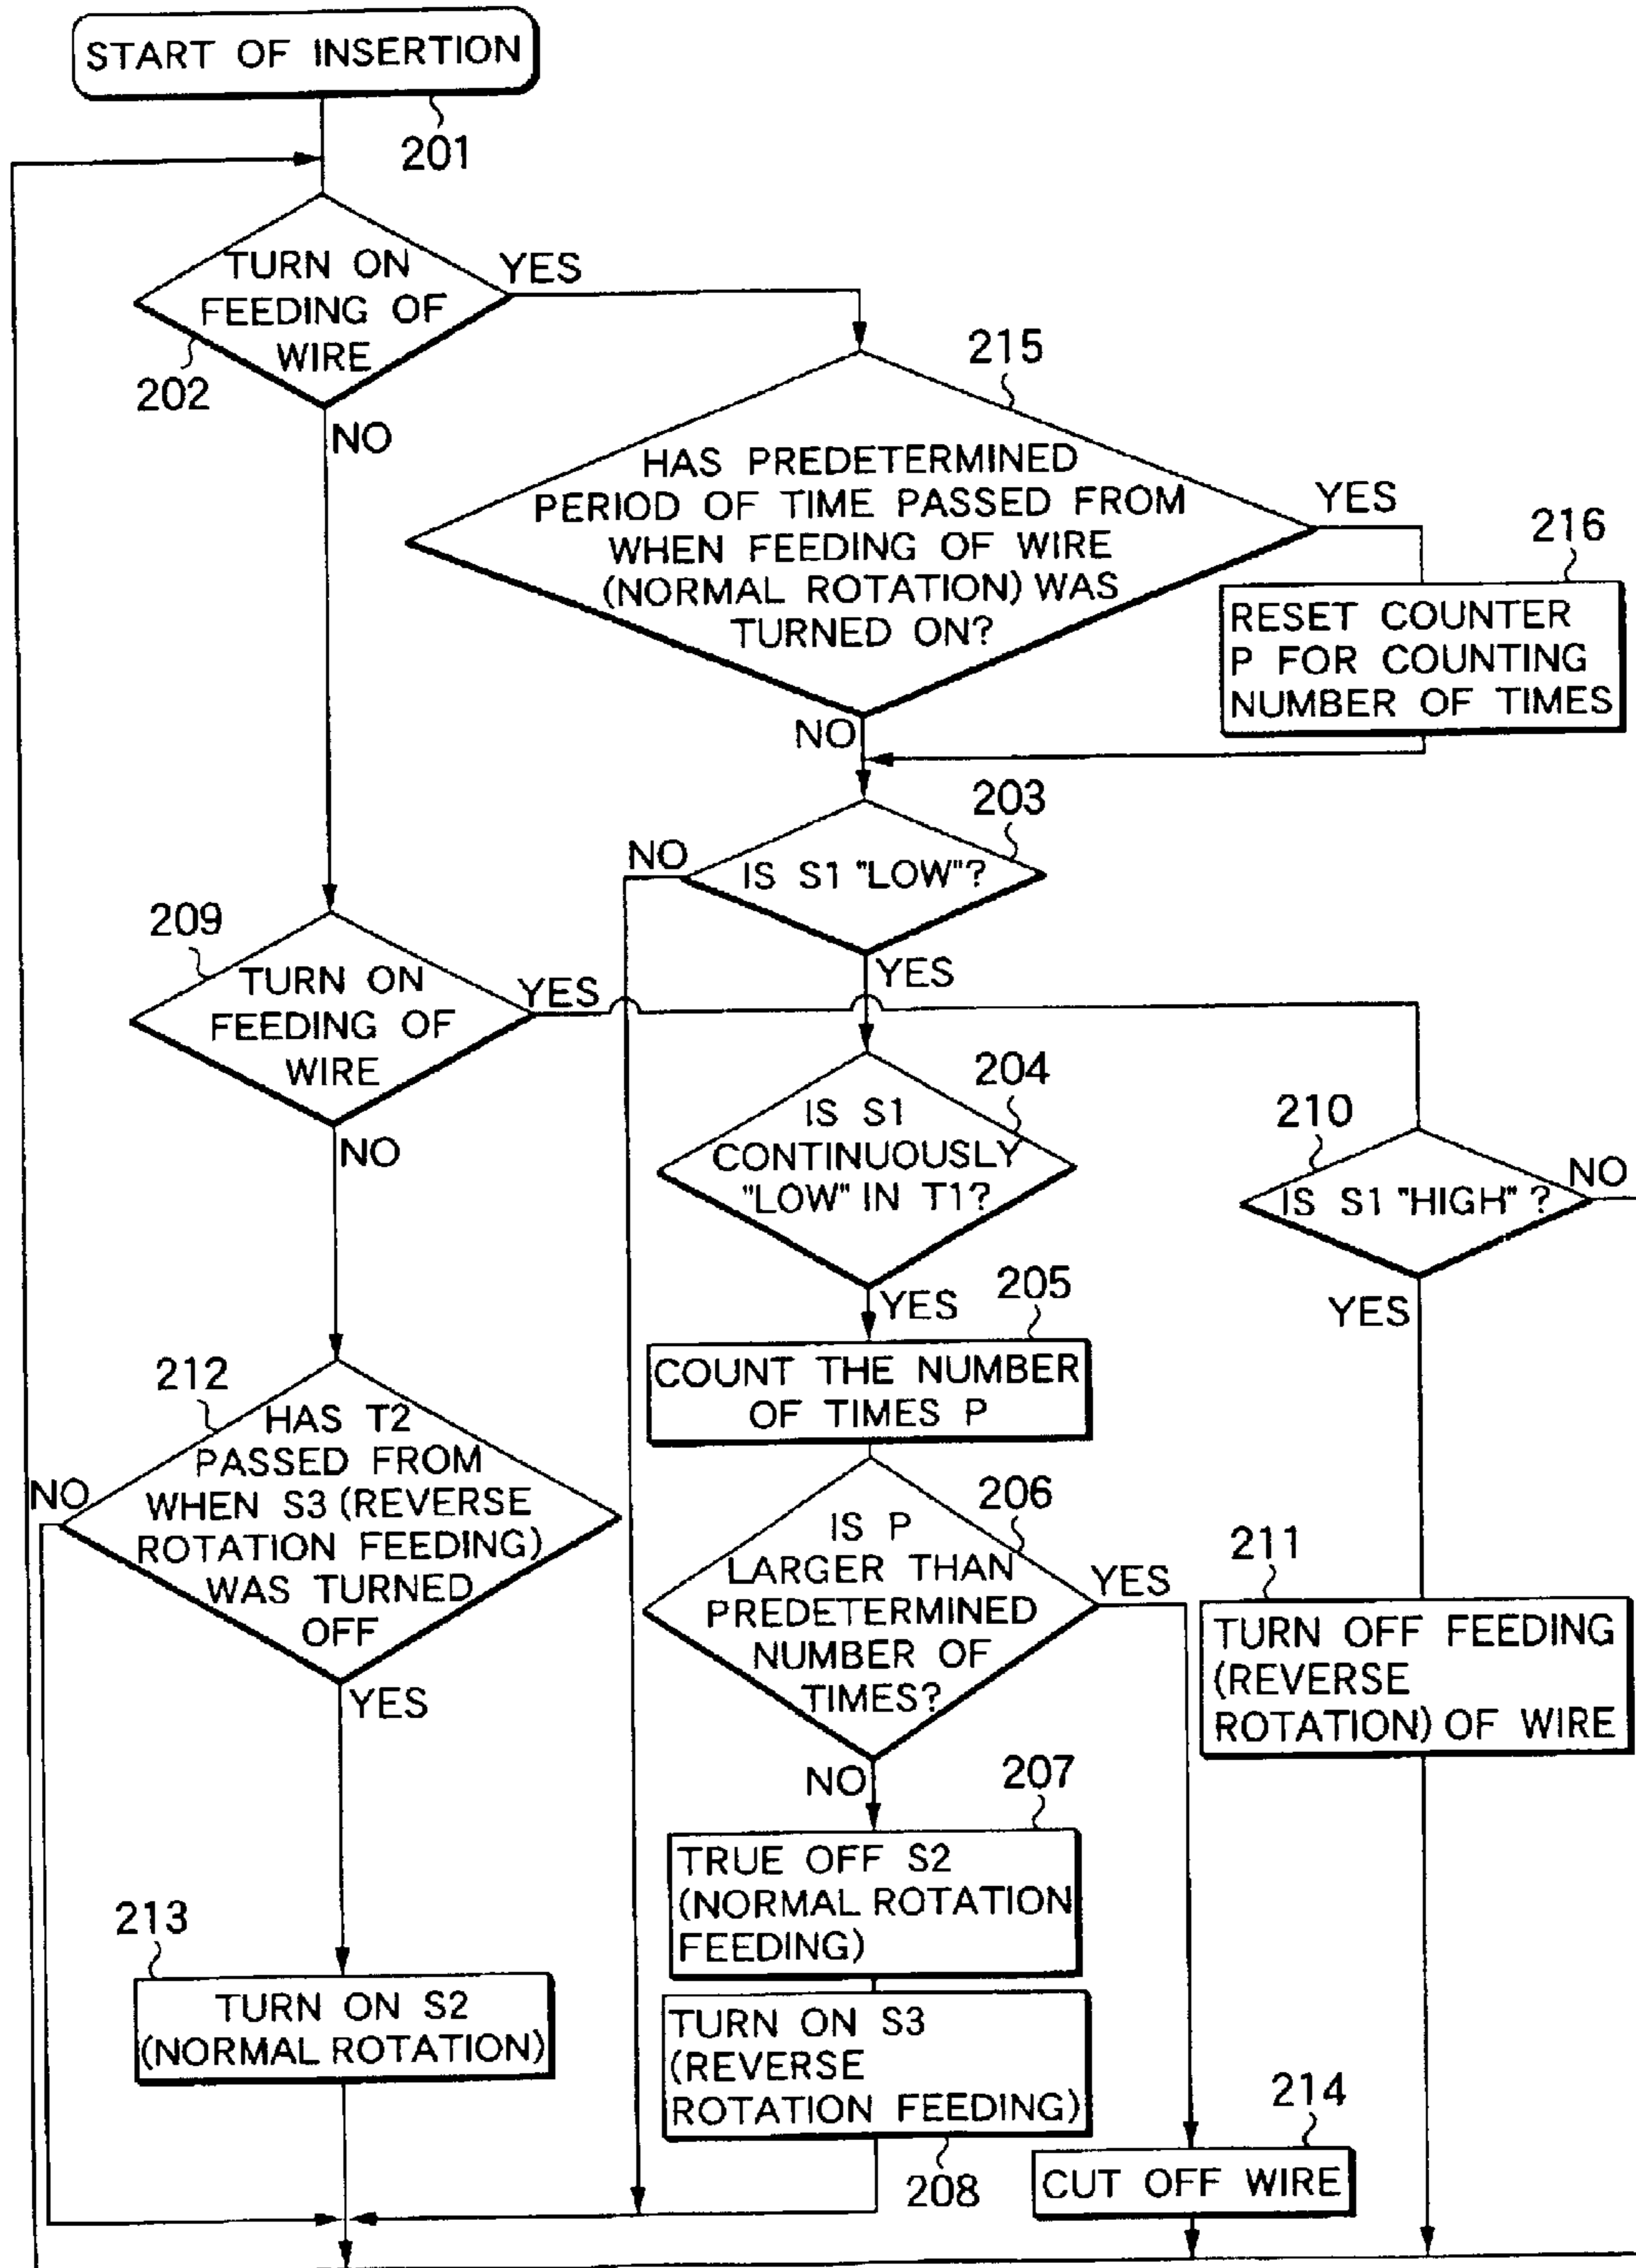 START OF INSERTION
201
TURN ON
FEEDING OF
WIRE
202
YES
NO
215
HAS PREDETERMINED
PERIOD OF TIME PASSED FROM
WHEN FEEDING OF WIRE
(NORMAL ROTATION) WAS
TURNED ON?
YES
NO
216
RESET COUNTER
P FOR COUNTING
NUMBER OF TIMES
203
IS S1 "LOW"?
NO
YES
209
TURN ON
FEEDING OF
WIRE
YES
NO
204
IS S1
CONTINUOUSLY
"LOW" IN T1?
YES
210
IS S1 "HIGH" ?
NO
YES
205
COUNT THE NUMBER
OF TIMES P
212
HAS T2
PASSED FROM
WHEN S3 (REVERSE
ROTATION FEEDING)
WAS TURNED
OFF
NO
YES
206
IS P
LARGER THAN
PREDETERMINED
NUMBER OF
TIMES?
YES
NO
211
TURN OFF FEEDING
(REVERSE
ROTATION) OF WIRE
207
TRUE OFF S2
(NORMAL ROTATION
FEEDING)
213
TURN ON S2
(NORMAL ROTATION)
TURN ON S3
(REVERSE
ROTATION FEEDING)
208
214
CUT OFF WIRE